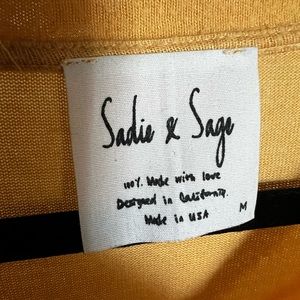 Sadie & Sage
100% Made with love
Designed in California.
Made in USA
M